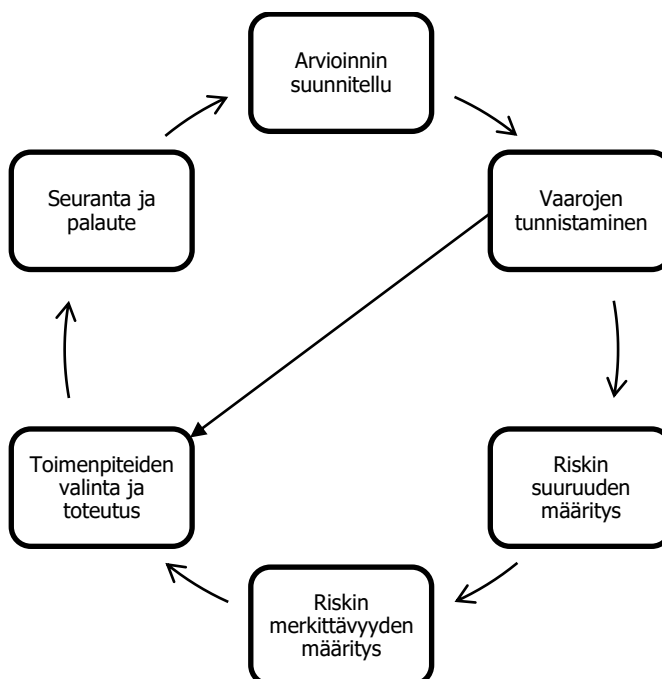 Arvioinnin
suunnitellu
Vaarojen
tunnistaminen
Riskin
suuruuden
määritys
Riskin
merkittävyyden
määritys
Toimenpiteiden
valinta ja
toteutus
Seuranta ja
palaute